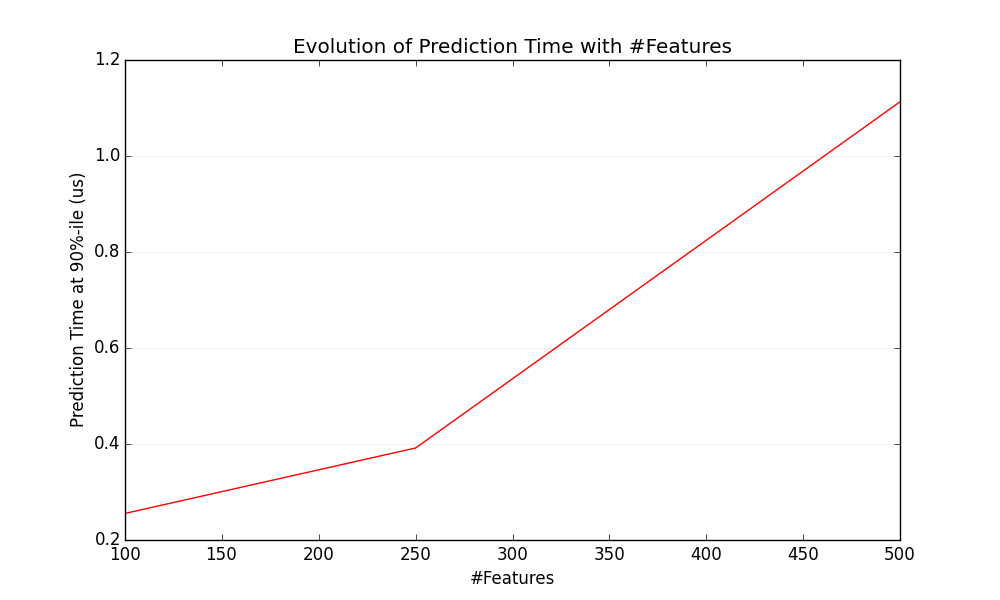 Evolution of Prediction Time with #Features
Prediction Time at 90%-ile (us)
1.2
1.0
0.8
0.6
0.4
0.2
100 150 200 250 300 350 400 450 500
#Features